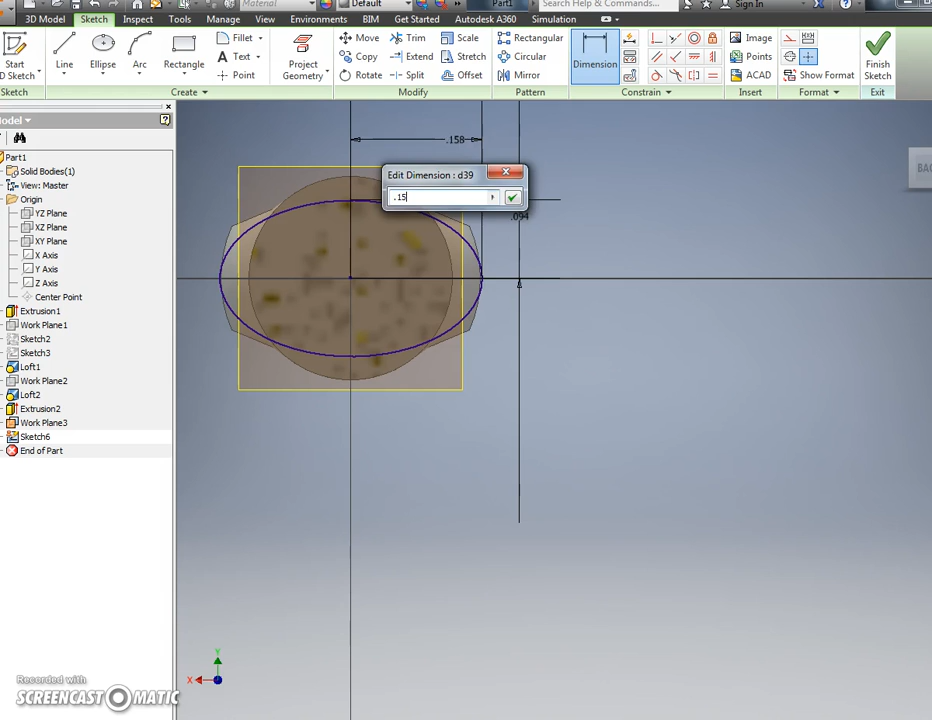 Material
Default
Part1
Search Help & Commands...
Sign In
3D Model Sketch Inspect Tools Manage View Environments BIM Get Started Autodesk A360 Simulation
Start
2D Sketch
Line
Ellipse
Arc
Rectangle
Fillet
Text
Point
Project
Geometry
Move
Copy
Rotate
Trim
Extend
Split
Scale
Stretch
Offset
Rectangular
Circular
Mirror
Dimension
Image
Points
ACAD
Show Format
Finish
Sketch
Sketch Create Modify Pattern Constrain Insert Format Exit
Model
Part1
Solid Bodies(1)
View: Master
Origin
YZ Plane
XZ Plane
XY Plane
X Axis
Y Axis
Z Axis
Center Point
Extrusion1
Work Plane1
Sketch2
Sketch3
Loft1
Work Plane2
Loft2
Extrusion2
Work Plane3
Sketch6
End of Part
.158
Edit Dimension : d39
.15
.094
BAC
Y
X
Recorded with
SCREENCAST MATIC